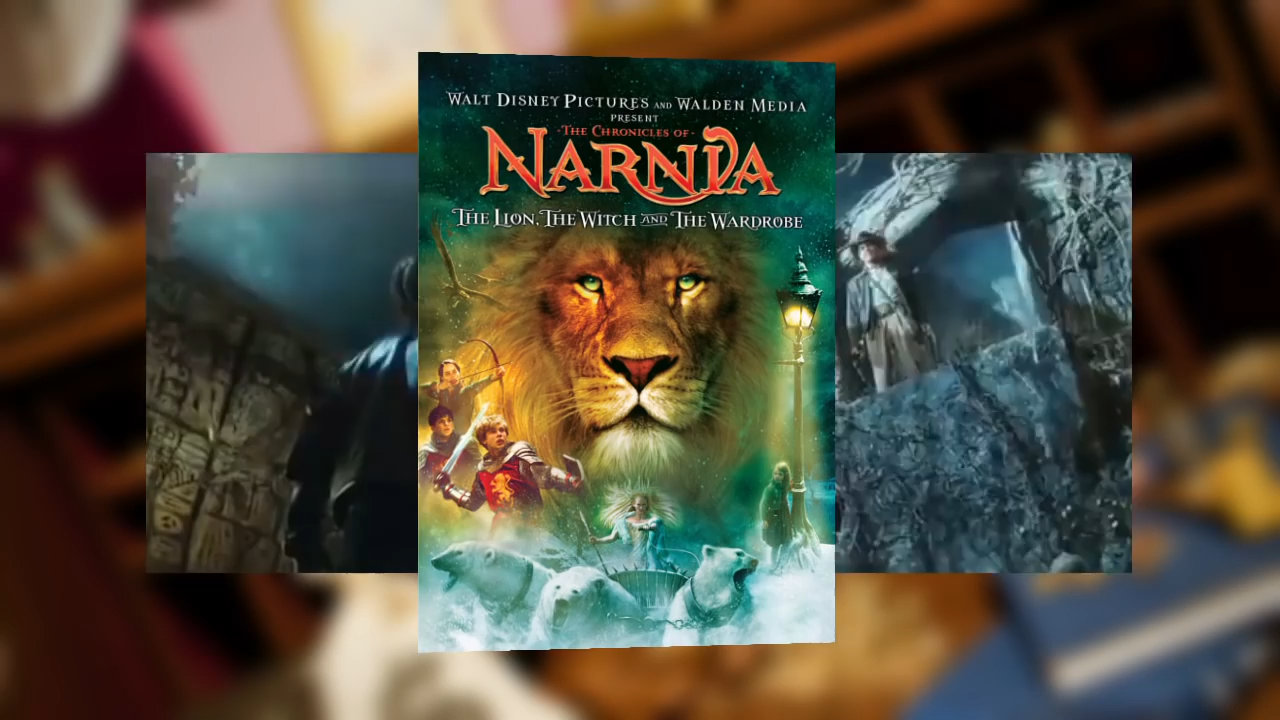 WALT DISNEY PICTURES AND WALDEN MEDIA
PRESENT
-THE CHRONICLES OF-
NARNIA
THE LION, THE WITCH AND THE WARDROBE